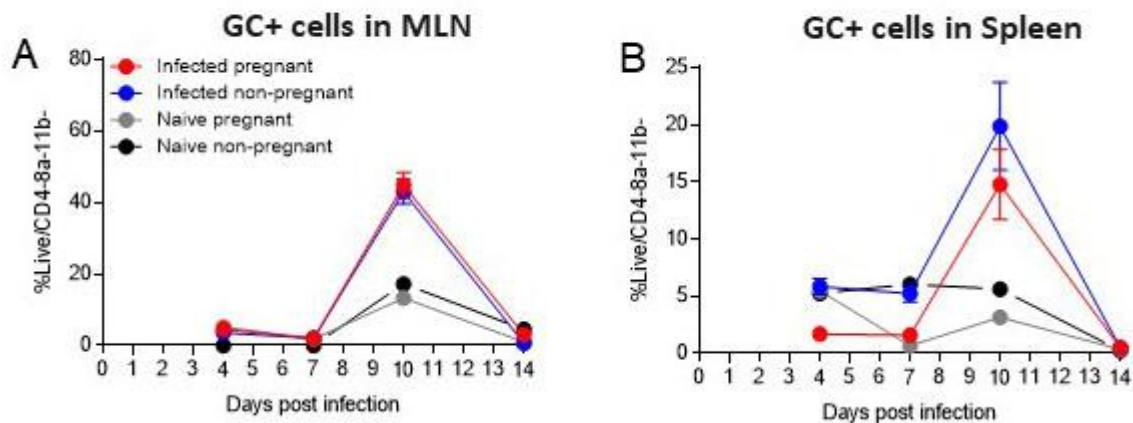 GC+ cells in MLN
A
80
60
40
20
0
%Live/CD4-8a-11b-
Infected pregnant
Infected non-pregnant
Naive pregnant
Naive non-pregnant
0 1 2 3 4 5 6 7 8 9 10 11 12 13 14
Days post infection
GC+ cells in Spleen
B
25
20
15
10
5
0
%Live/CD4-8a-11b-
0 1 2 3 4 5 6 7 8 9 10 11 12 13 14
Days post infection